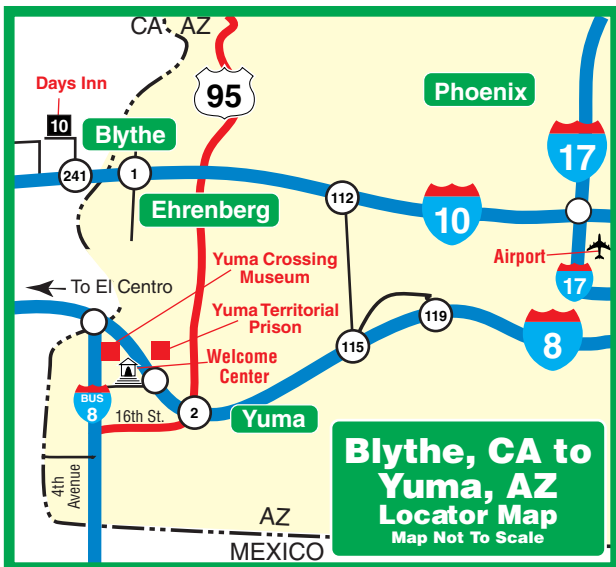 CA
AZ
Days Inn
10
95
Phoenix
Blythe
17
241
1
112
Ehrenberg
10
Yuma Crossing
Museum
Airport
17
To El Centro
Yuma Territorial
Prison
119
8
Welcome
Center
115
BUS
8
16th St.
2
Yuma
4th
Avenue
Blythe, CA to
Yuma, AZ
Locator Map
Map Not To Scale
AZ
MEXICO